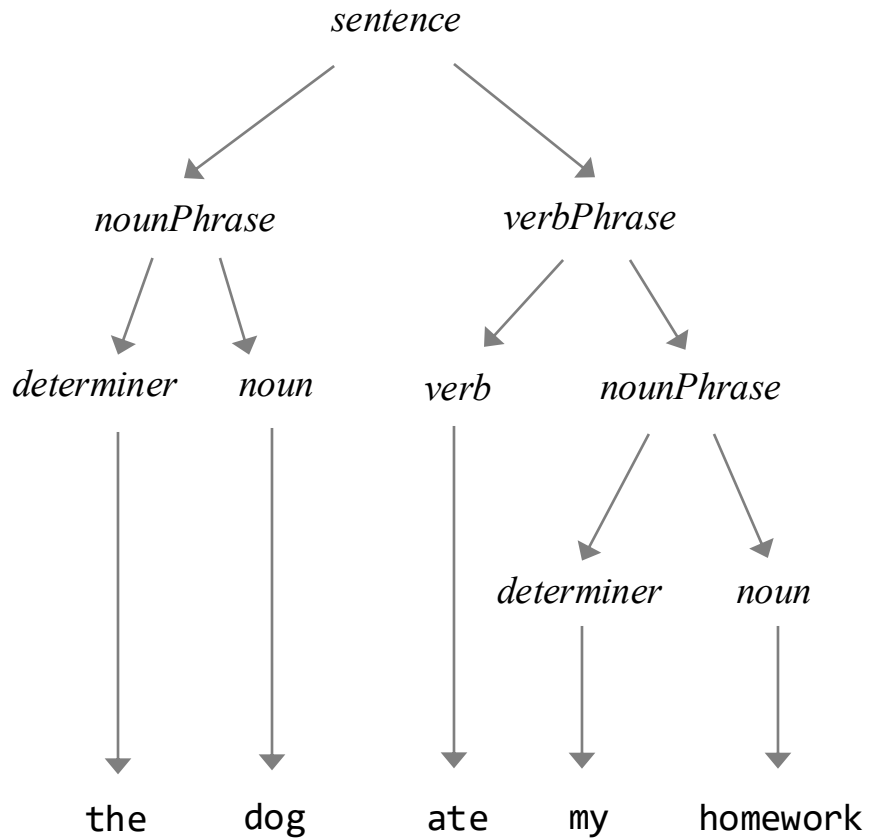 sentence
nounPhrase verbPhrase
determiner noun verb nounPhrase
determiner noun
the dog ate my homework